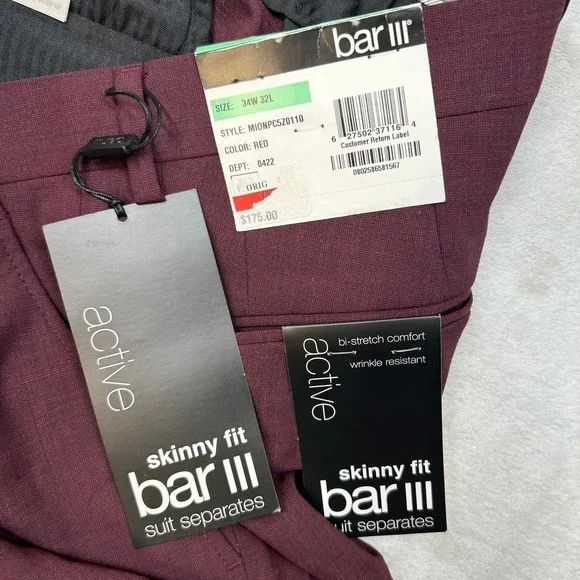 bar III
SIZE: 34W 32L
STYLE: MIONPC5Z0110
COLOR: RED
DEPT: 0422
ORIG
$175.00
6 27502 37116 4
Customer Return Label
0802586581567
active
skinny fit
bar III
suit separates
bi-stretch comfort
wrinkle resistant
active
skinny fit
bar III
suit separates